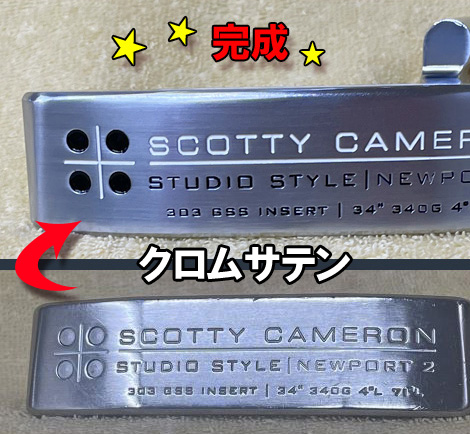 完成
SCOTTY CAMER
STUDIO STYLE | NEWPOR
303 GSS INSERT | 34" 340G 4°
クロムサテン
SCOTTY CAMERON
STUDIO STYLE | NEWPORT 2
303 GSS INSERT | 34" 340G 4°L